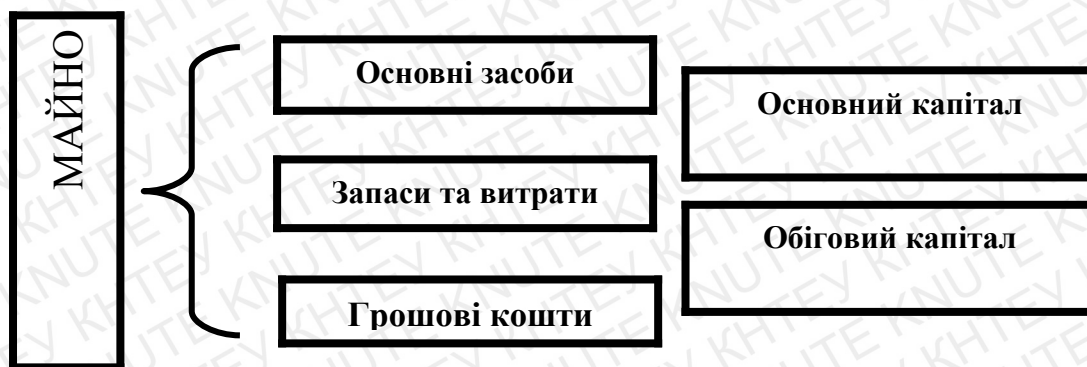 МАЙНО
Основні засоби
Запаси та витрати
Грошові кошти
Основний капітал
Обіговий капітал